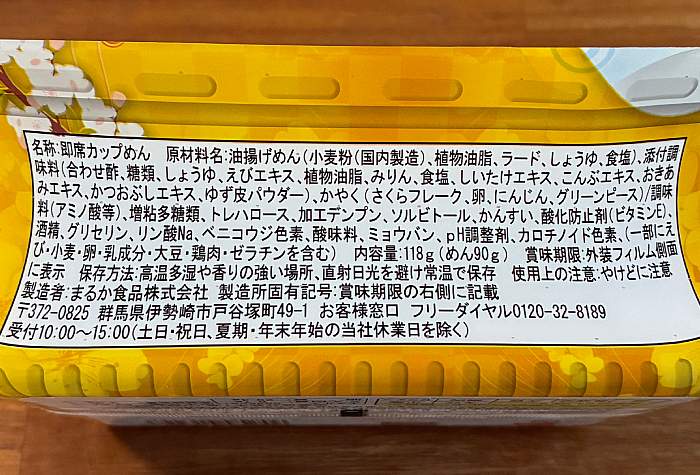 名称:即席カップめん　原材料名:油揚げめん(小麦粉(国内製造)、植物油脂、ラード、しょうゆ、食塩)、添付調
味料(合わせ酢、糖類、しょうゆ、えびエキス、植物油脂、みりん、食塩、しいたけエキス、こんぶエキス、おきあ
みエキス、かつおぶしエキス、ゆず皮パウダー)、かやく(さくらフレーク、卵、にんじん、グリーンピース)/調味
料(アミノ酸等)、増粘多糖類、トレハロース、加工デンプン、ソルビトール、かんすい、酸化防止剤(ビタミンE)、
酒精、グリセリン、リン酸Na、ベニコウジ色素、酸味料、ミョウバン、pH調整剤、カロチノイド色素、(一部にえ
び・小麦・卵・乳成分・大豆・鶏肉・ゼラチンを含む)　内容量:118g(めん90g)　賞味期限:外装フィルム側面
に表示　保存方法:高温多湿や香りの強い場所、直射日光を避け常温で保存　使用上の注意:やけどに注意
製造者:まるか食品株式会社　製造所固有記号:賞味期限の右側に記載
〒372-0825 群馬県伊勢崎市戸谷塚町49-1 お客様窓口　フリーダイヤル0120-32-8189
受付10:00～15:00(土日・祝日、夏期・年末年始の当社休業日を除く)